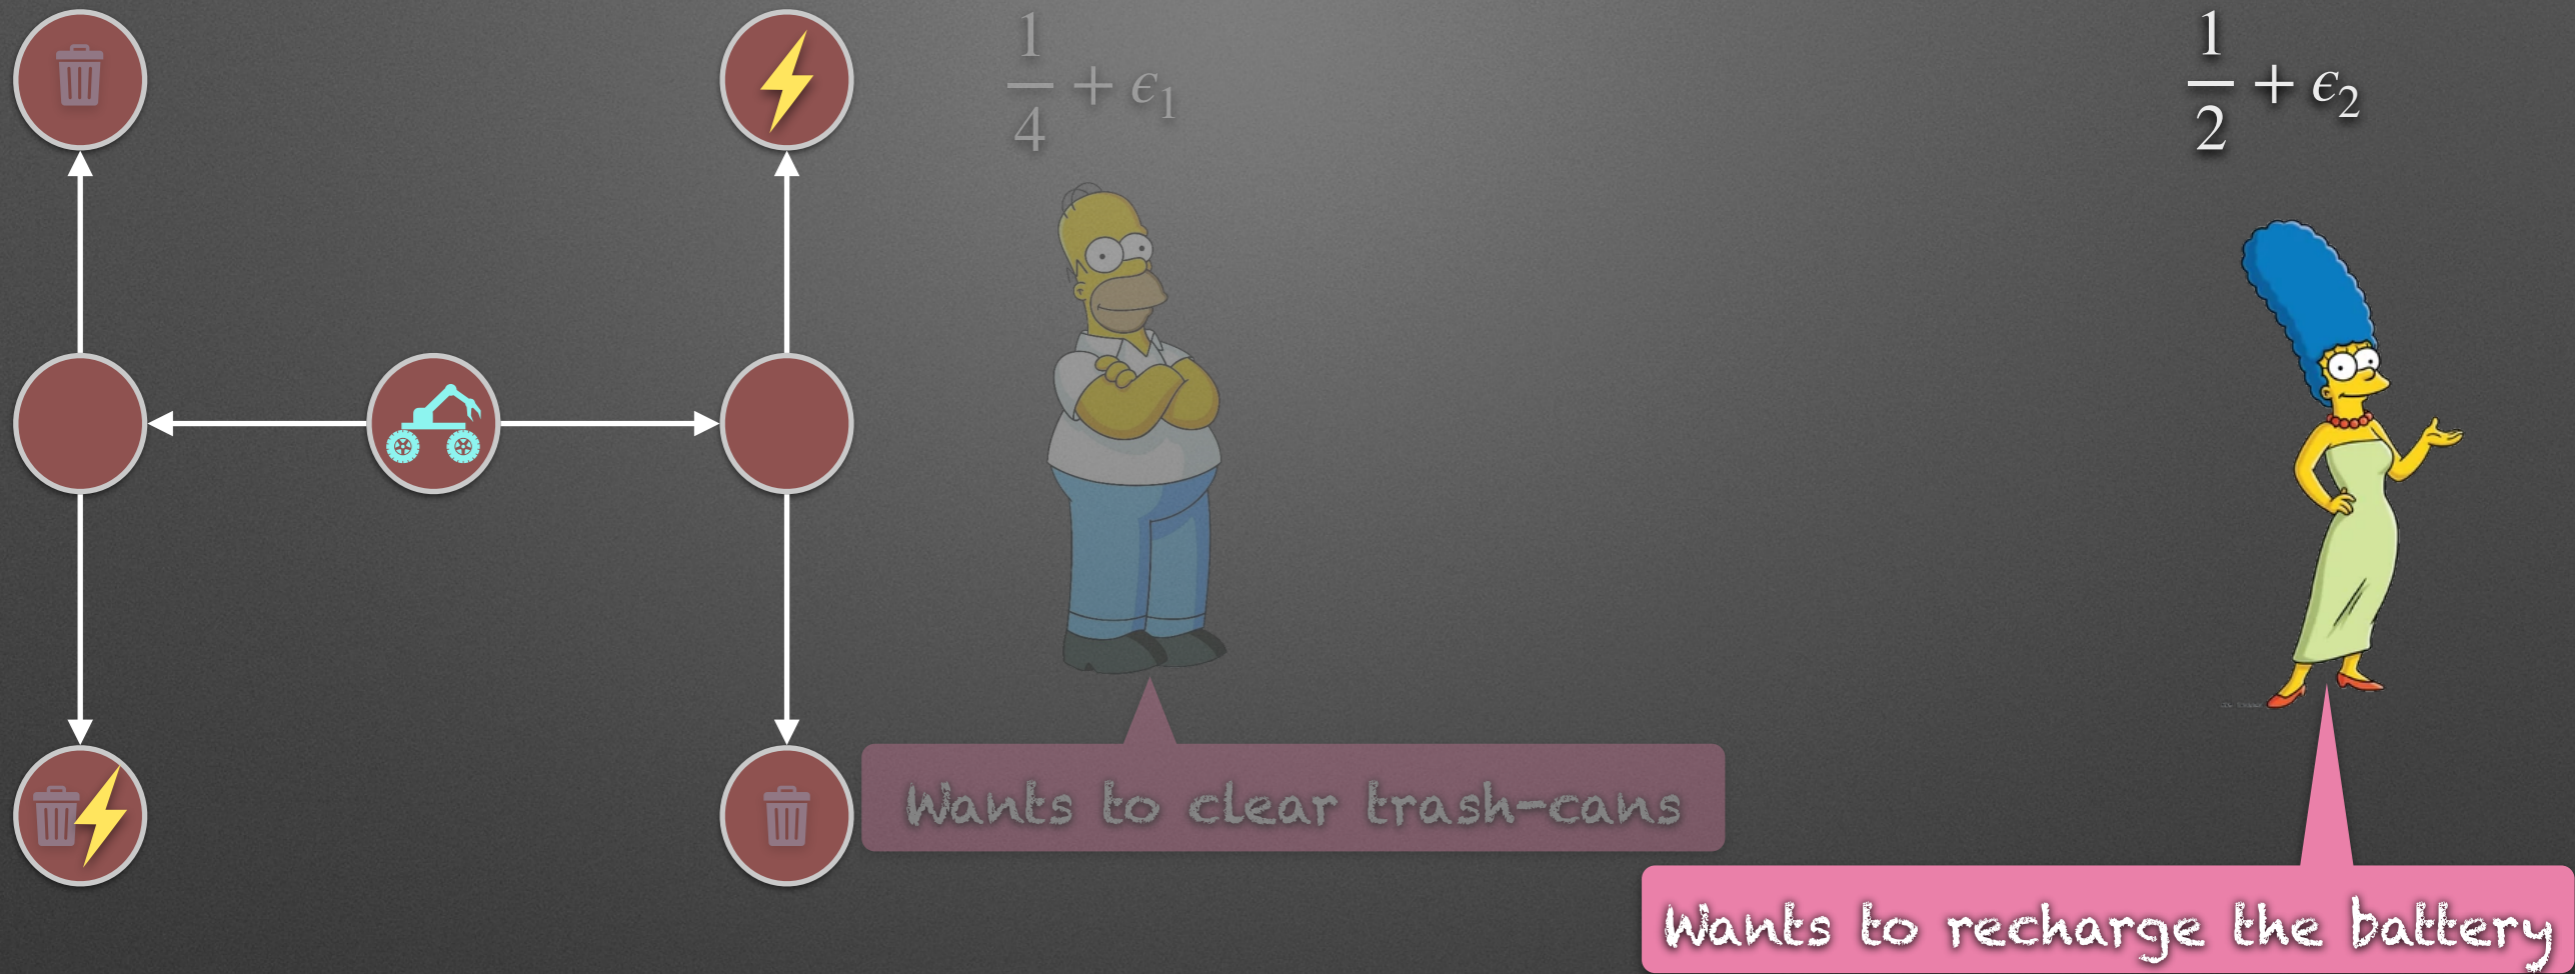 1/4 + ϵ₁
1/2 + ϵ₂
Wants to clear trash-cans
Wants to recharge the battery